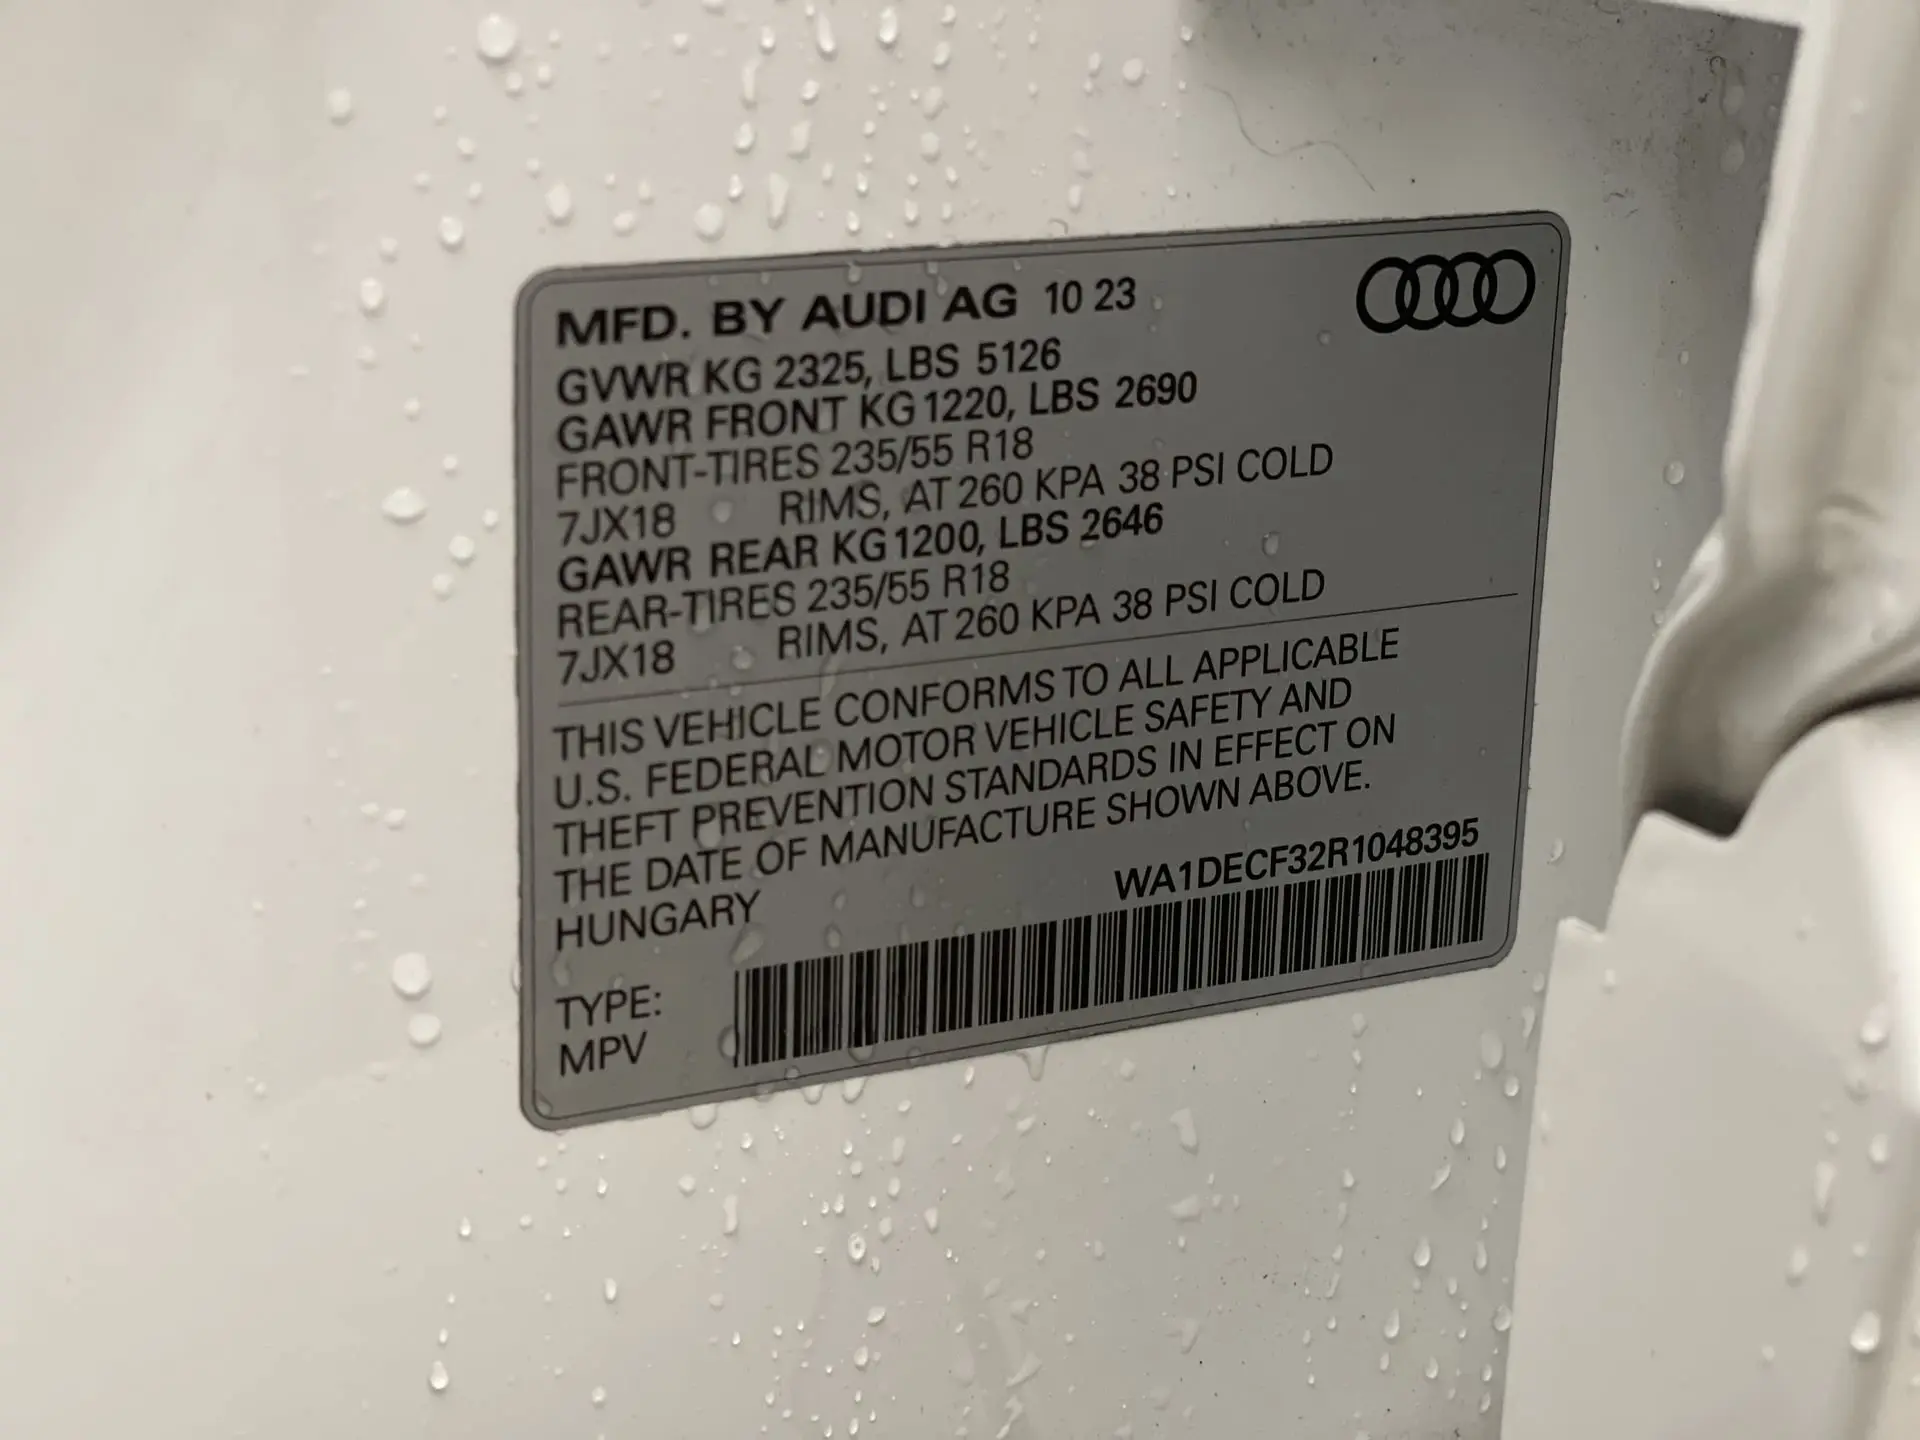 MFD. BY AUDI AG 10 23
GVWR KG 2325, LBS 5126
GAWR FRONT KG 1220, LBS 2690
FRONT-TIRES 235/55 R18
7JX18 RIMS, AT 260 KPA 38 PSI COLD
GAWR REAR KG 1200, LBS 2646
REAR-TIRES 235/55 R18
7JX18 RIMS, AT 260 KPA 38 PSI COLD
THIS VEHICLE CONFORMS TO ALL APPLICABLE
U.S. FEDERAL MOTOR VEHICLE SAFETY AND
THEFT PREVENTION STANDARDS IN EFFECT ON
THE DATE OF MANUFACTURE SHOWN ABOVE.
HUNGARY WA1DECF32R1048395
TYPE:
MPV